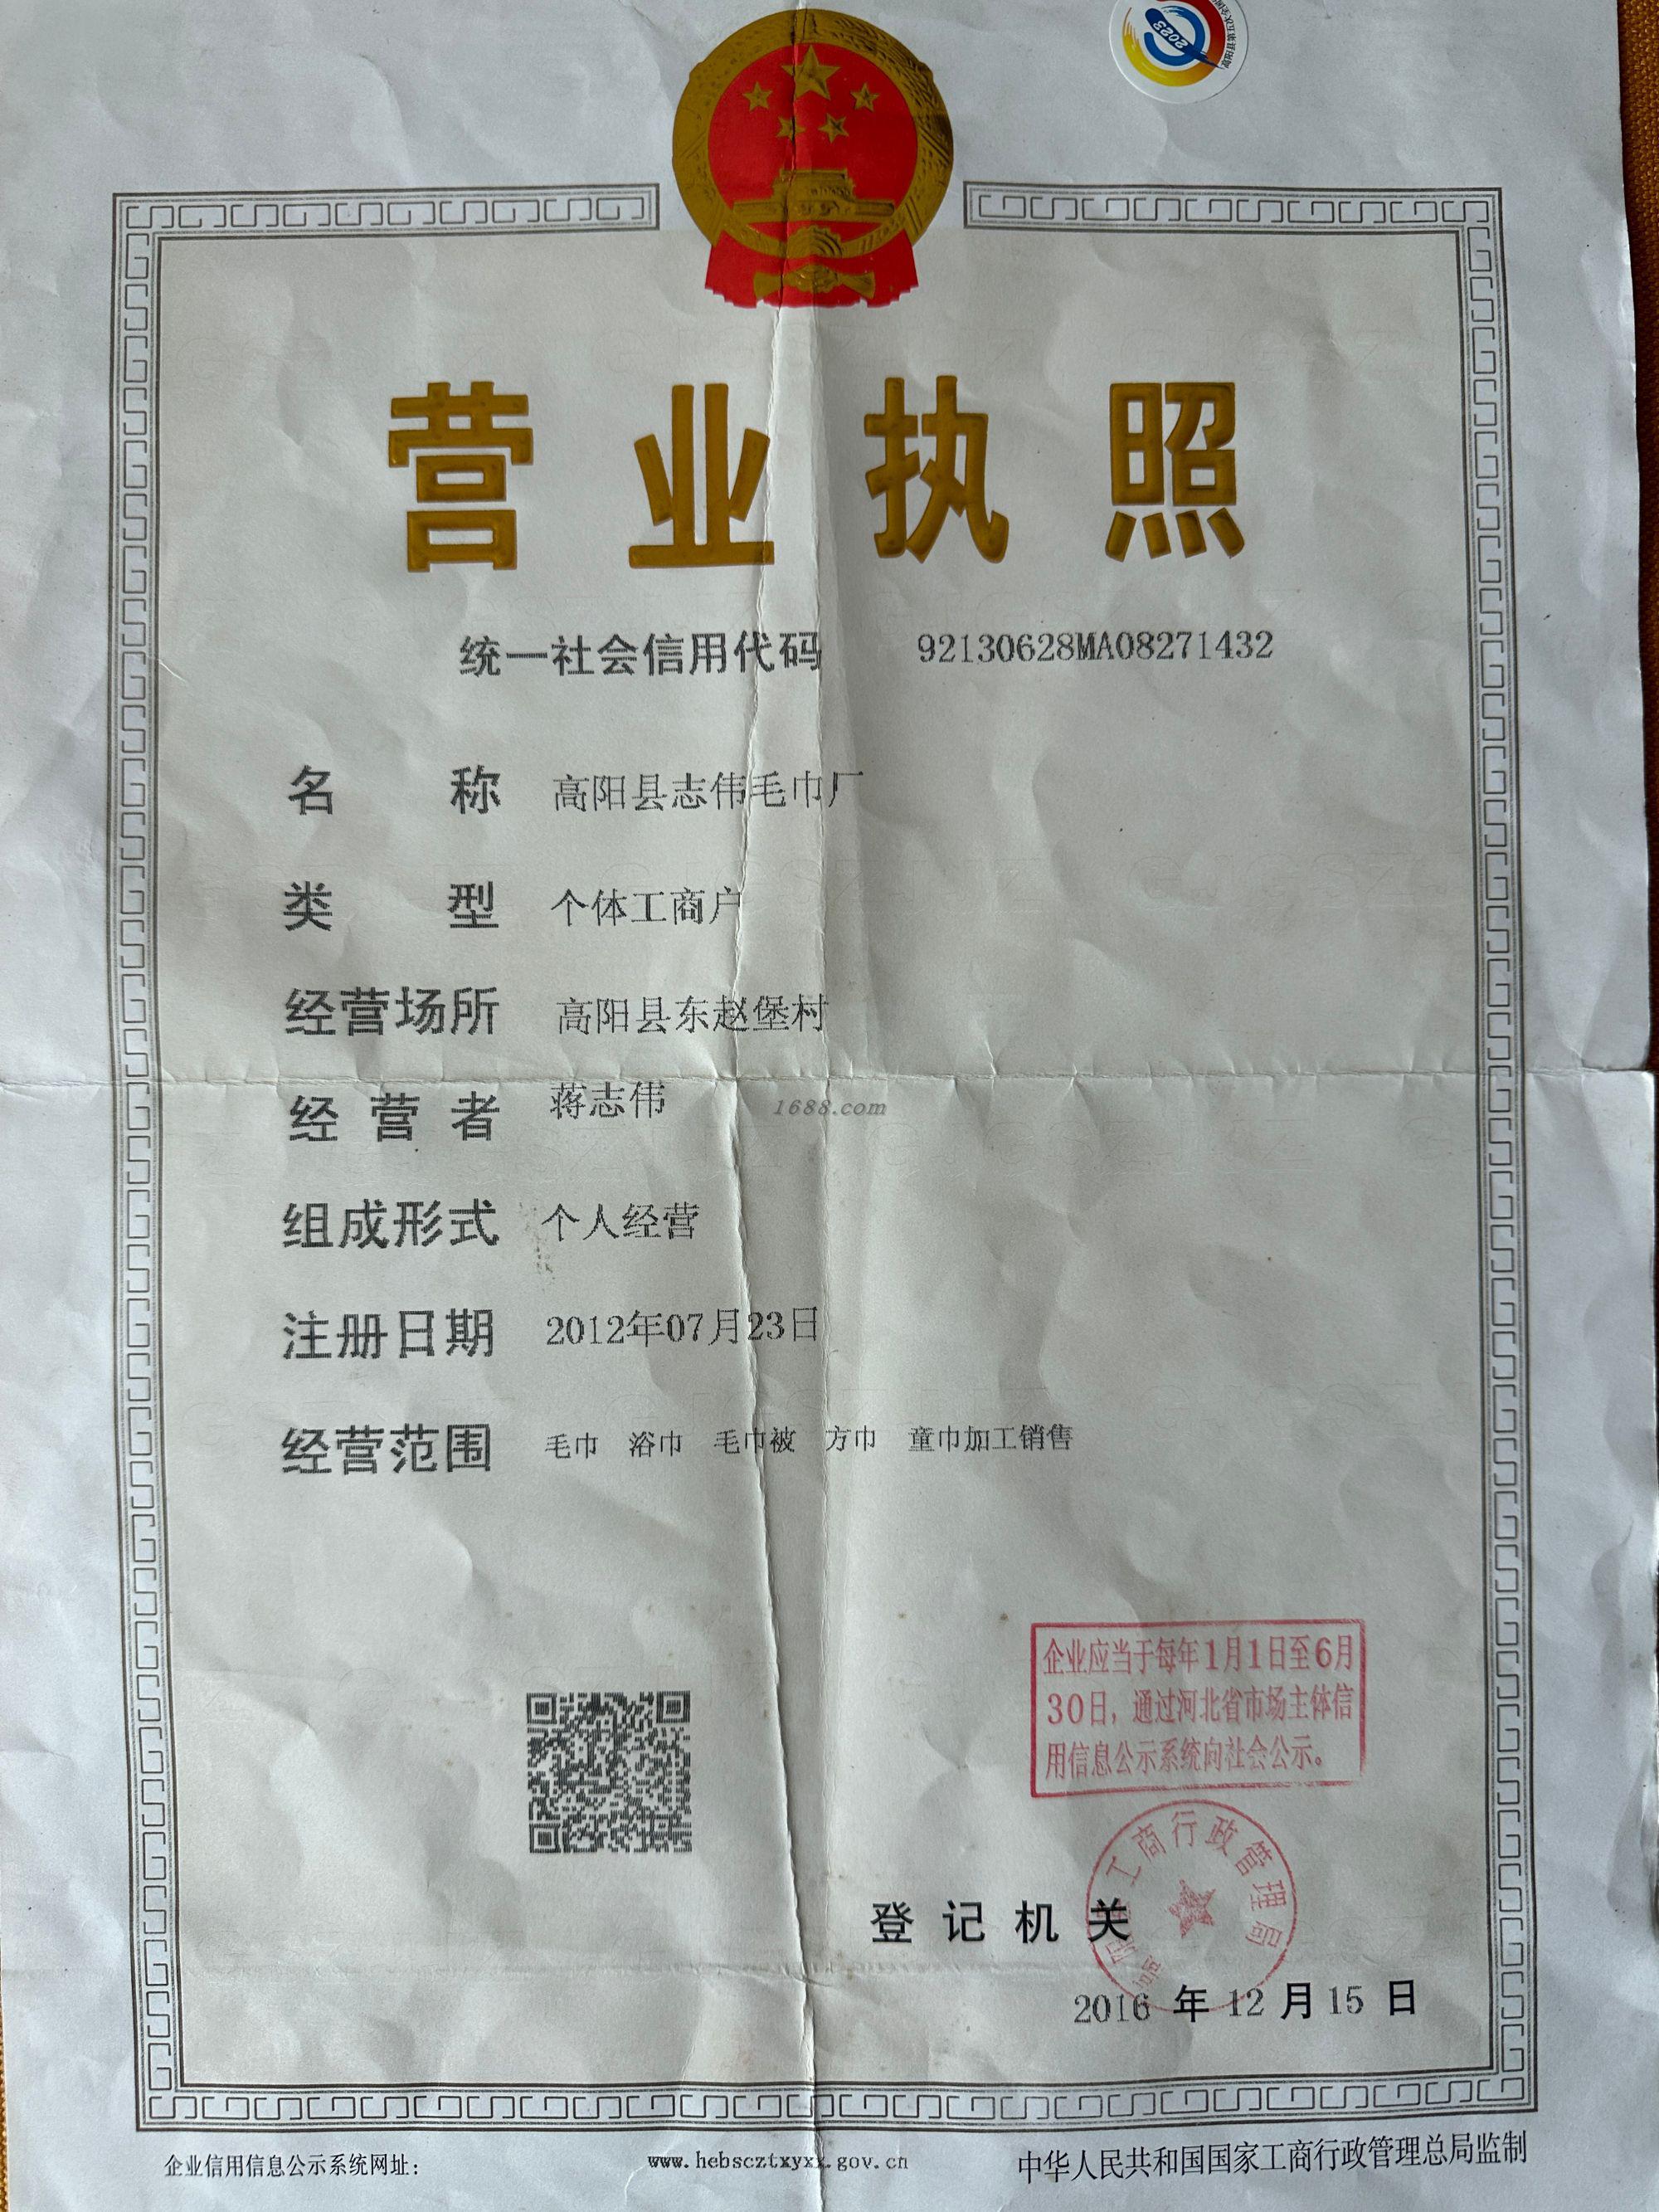 2023
营业执照
统一社会信用代码 92130628MA08271432
名称 高阳县志伟毛巾厂
类型 个体工商户
经营场所 高阳县东赵堡村
经营者 蒋志伟
1688.com
组成形式 个人经营
注册日期 2012年07月23日
经营范围 毛巾 浴巾 毛巾被 方巾 童巾加工销售
企业应当于每年1月1日至6月
30日，通过河北省市场主体信
用信息公示系统向社会公示。
高阳县工商行政管理局
登记机关
2016 年 12 月 15 日
企业信用信息公示系统网址： www.hebscztxyxx.gov.cn 中华人民共和国国家工商行政管理总局监制